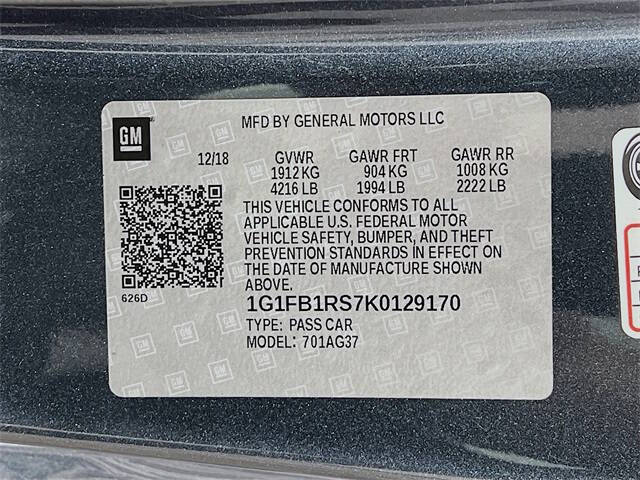 GM
MFD BY GENERAL MOTORS LLC
12/18 GVWR GAWR FRT GAWR RR
1912 KG 904 KG 1008 KG
4216 LB 1994 LB 2222 LB
THIS VEHICLE CONFORMS TO ALL
APPLICABLE U.S. FEDERAL MOTOR
VEHICLE SAFETY, BUMPER, AND THEFT
PREVENTION STANDARDS IN EFFECT ON
THE DATE OF MANUFACTURE SHOWN
ABOVE.
626D
1G1FB1RS7K0129170
TYPE: PASS CAR
MODEL: 701AG37